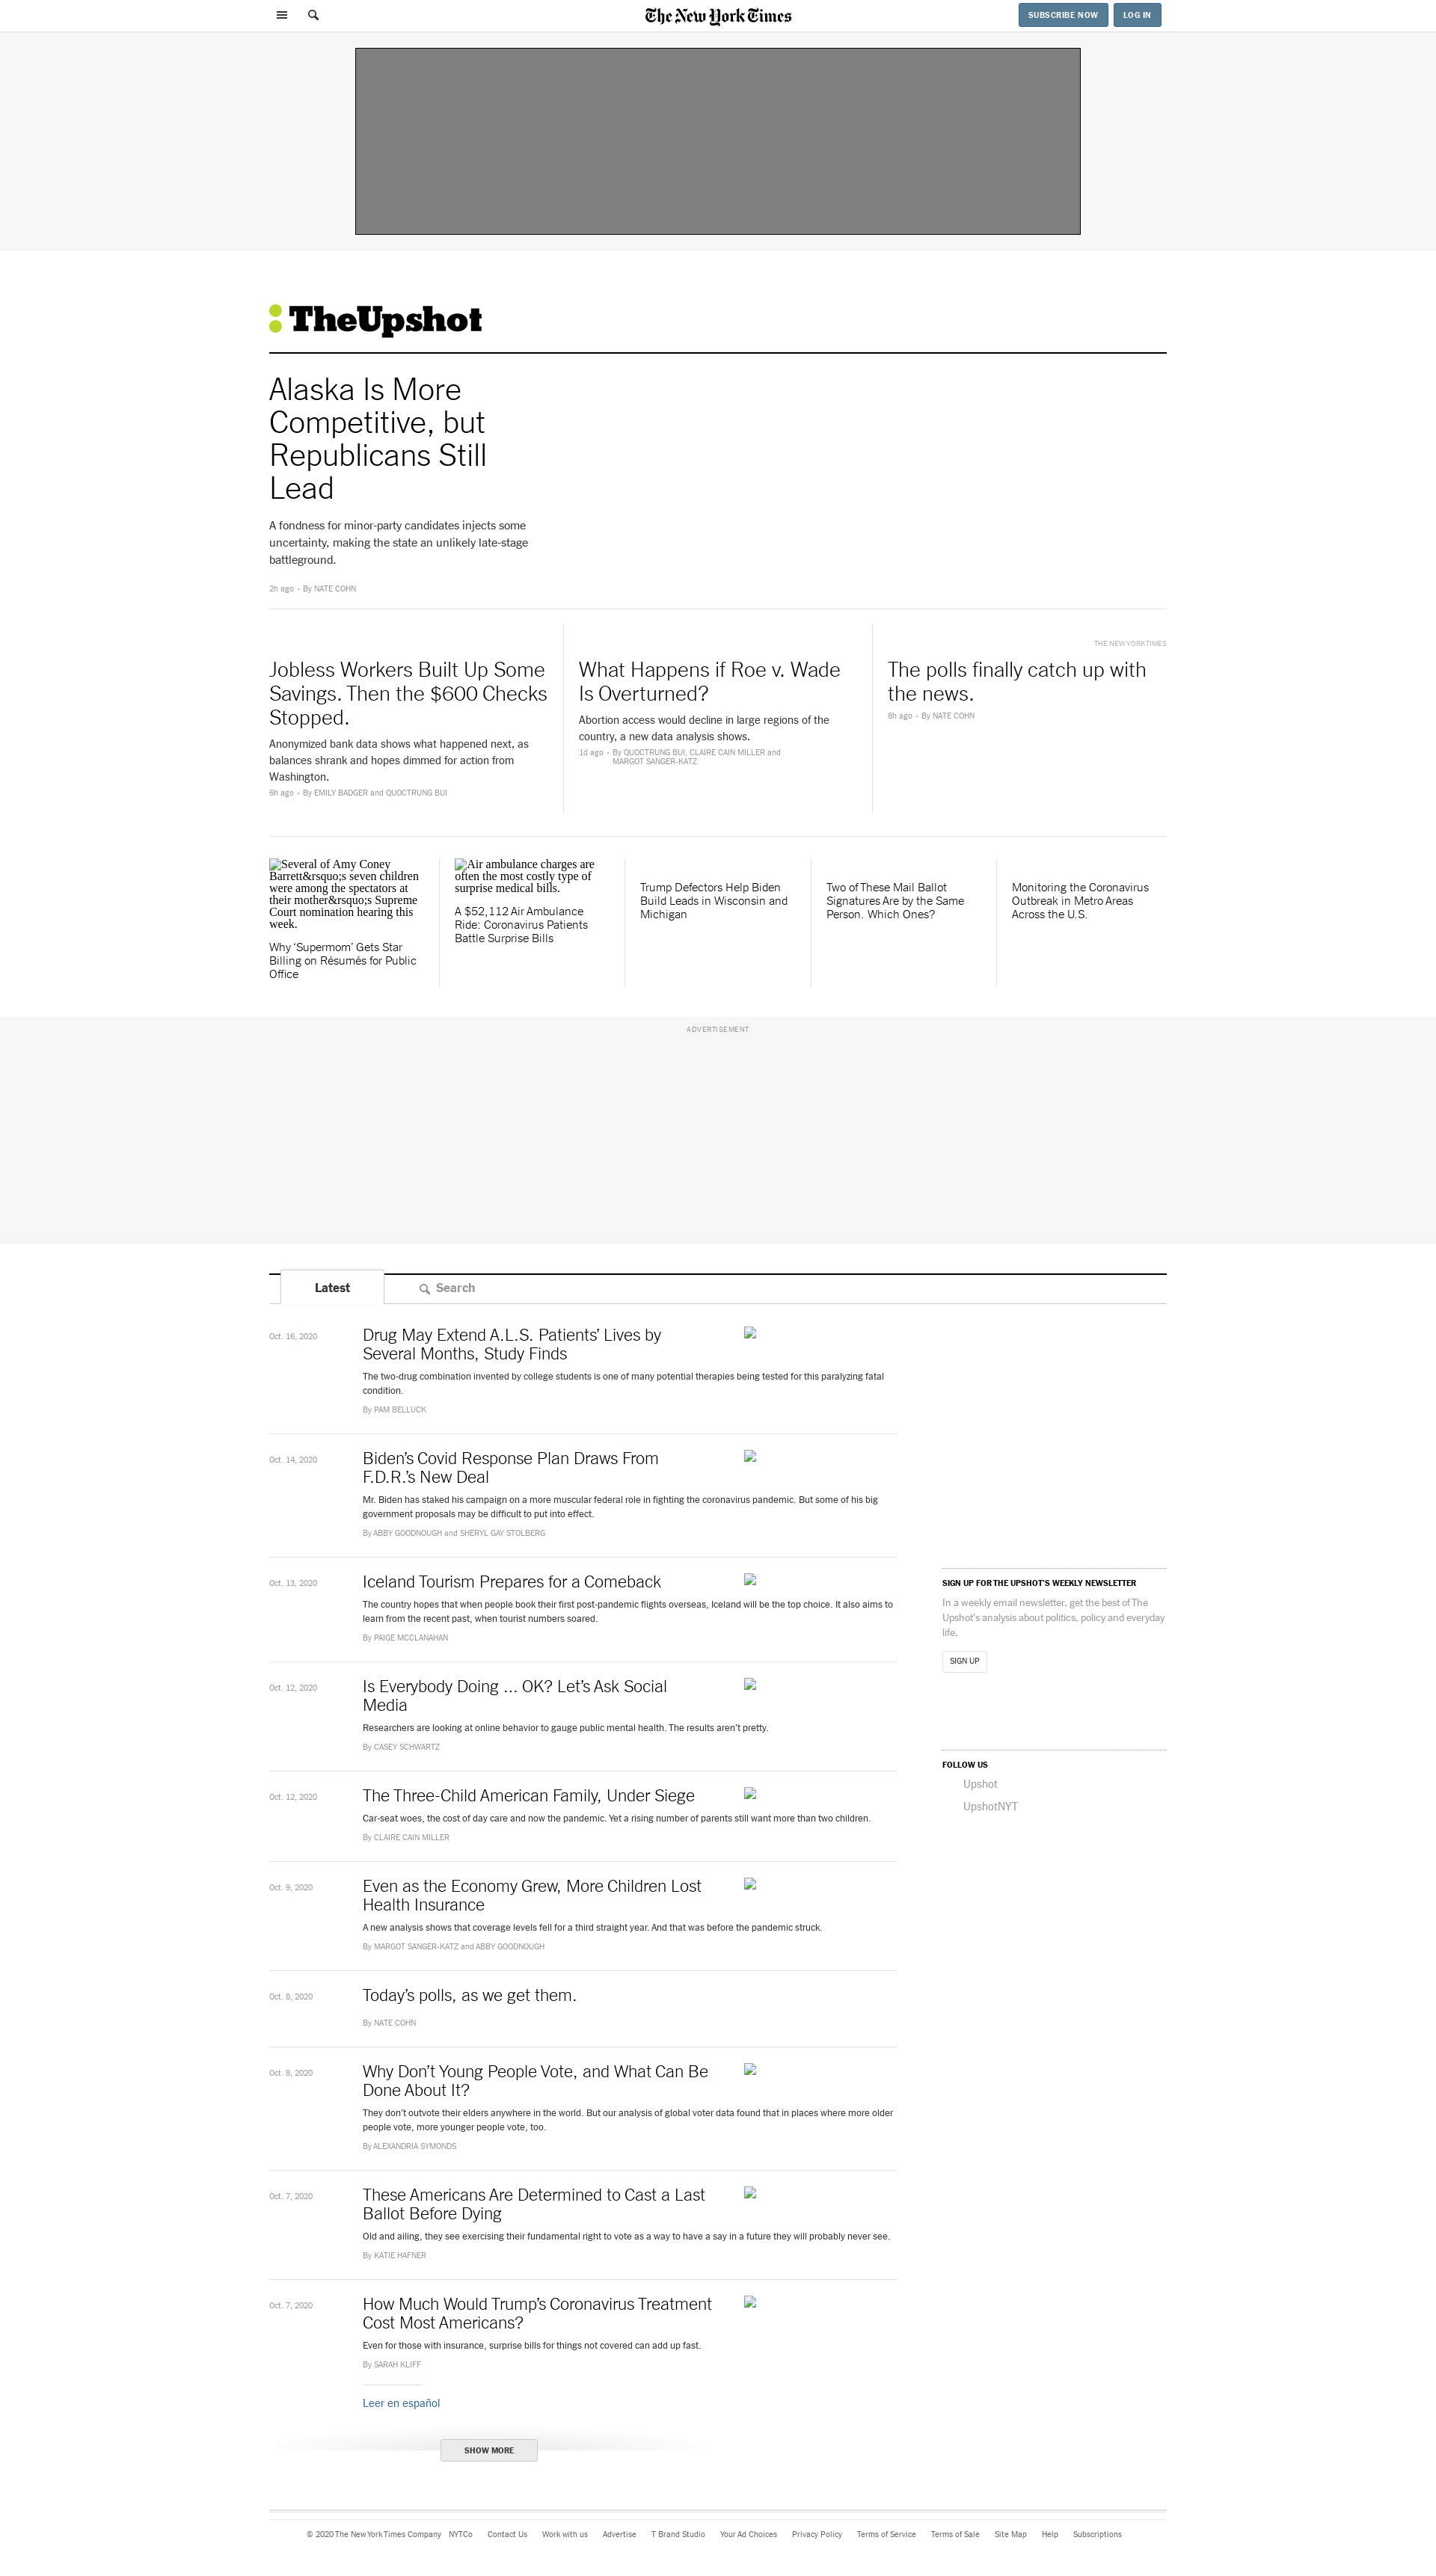 The New York Times
SUBSCRIBE NOW
LOG IN
TheUpshot
Alaska Is More
Competitive, but
Republicans Still
Lead
A fondness for minor-party candidates injects some
uncertainty, making the state an unlikely late-stage
battleground.
2h ago • By NATE COHN
Jobless Workers Built Up Some
Savings. Then the $600 Checks
Stopped.
Anonymized bank data shows what happened next, as
balances shrank and hopes dimmed for action from
Washington.
6h ago • By EMILY BADGER and QUOCTRUNG BUI
What Happens if Roe v. Wade
Is Overturned?
Abortion access would decline in large regions of the
country, a new data analysis shows.
1d ago • By QUOCTRUNG BUI, CLAIRE CAIN MILLER and
MARGOT SANGER-KATZ
THE NEW YORK TIMES
The polls finally catch up with
the news.
8h ago • By NATE COHN
Several of Amy Coney
Barrett&rsquo;s seven children
were among the spectators at
their mother&rsquo;s Supreme
Court nomination hearing this
week.
Why ‘Supermom’ Gets Star
Billing on Résumés for Public
Office
Air ambulance charges are
often the most costly type of
surprise medical bills.
A $52,112 Air Ambulance
Ride: Coronavirus Patients
Battle Surprise Bills
Trump Defectors Help Biden
Build Leads in Wisconsin and
Michigan
Two of These Mail Ballot
Signatures Are by the Same
Person. Which Ones?
Monitoring the Coronavirus
Outbreak in Metro Areas
Across the U.S.
ADVERTISEMENT
Latest
Search
Oct. 16, 2020
Drug May Extend A.L.S. Patients’ Lives by
Several Months, Study Finds
The two-drug combination invented by college students is one of many potential therapies being tested for this paralyzing fatal
condition.
By PAM BELLUCK
Oct. 14, 2020
Biden’s Covid Response Plan Draws From
F.D.R.’s New Deal
Mr. Biden has staked his campaign on a more muscular federal role in fighting the coronavirus pandemic. But some of his big
government proposals may be difficult to put into effect.
By ABBY GOODNOUGH and SHERYL GAY STOLBERG
Oct. 13, 2020
Iceland Tourism Prepares for a Comeback
The country hopes that when people book their first post-pandemic flights overseas, Iceland will be the top choice. It also aims to
learn from the recent past, when tourist numbers soared.
By PAIGE MCCLANAHAN
Oct. 12, 2020
Is Everybody Doing … OK? Let’s Ask Social
Media
Researchers are looking at online behavior to gauge public mental health. The results aren’t pretty.
By CASEY SCHWARTZ
Oct. 12, 2020
The Three-Child American Family, Under Siege
Car-seat woes, the cost of day care and now the pandemic. Yet a rising number of parents still want more than two children.
By CLAIRE CAIN MILLER
Oct. 9, 2020
Even as the Economy Grew, More Children Lost
Health Insurance
A new analysis shows that coverage levels fell for a third straight year. And that was before the pandemic struck.
By MARGOT SANGER-KATZ and ABBY GOODNOUGH
Oct. 8, 2020
Today’s polls, as we get them.
By NATE COHN
Oct. 8, 2020
Why Don’t Young People Vote, and What Can Be
Done About It?
They don’t outvote their elders anywhere in the world. But our analysis of global voter data found that in places where more older
people vote, more younger people vote, too.
By ALEXANDRIA SYMONDS
Oct. 7, 2020
These Americans Are Determined to Cast a Last
Ballot Before Dying
Old and ailing, they see exercising their fundamental right to vote as a way to have a say in a future they will probably never see.
By KATIE HAFNER
Oct. 7, 2020
How Much Would Trump’s Coronavirus Treatment
Cost Most Americans?
Even for those with insurance, surprise bills for things not covered can add up fast.
By SARAH KLIFF
Leer en español
SHOW MORE
SIGN UP FOR THE UPSHOT’S WEEKLY NEWSLETTER
In a weekly email newsletter, get the best of The
Upshot’s analysis about politics, policy and everyday
life.
SIGN UP
FOLLOW US
Upshot
UpshotNYT
© 2020 The New York Times Company NYTCo Contact Us Work with us Advertise T Brand Studio Your Ad Choices Privacy Policy Terms of Service Terms of Sale Site Map Help Subscriptions